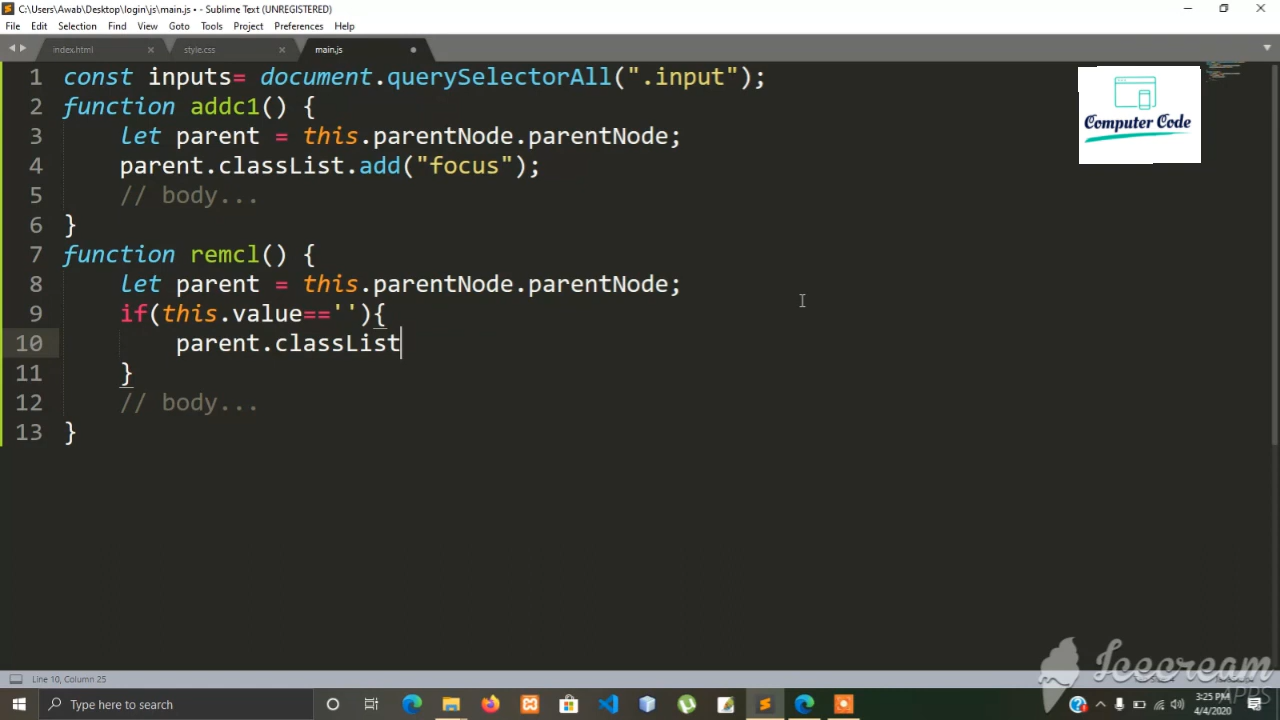 C:\Users\Awab\Desktop\login\js\main.js • - Sublime Text (UNREGISTERED)
File Edit Selection Find View Goto Tools Project Preferences Help
index.html style.css main.js
1 const inputs= document.querySelectorAll(".input");
2 function addc1() {
3 let parent = this.parentNode.parentNode;
4 parent.classList.add("focus");
5 // body...
6 }
7 function remcl() {
8 let parent = this.parentNode.parentNode;
9 if(this.value==''){
10 parent.classList
11 }
12 // body...
13 }
Computer Code
Line 10, Column 25
Icecream
APPS
Type here to search
3:25 PM
4/4/2020